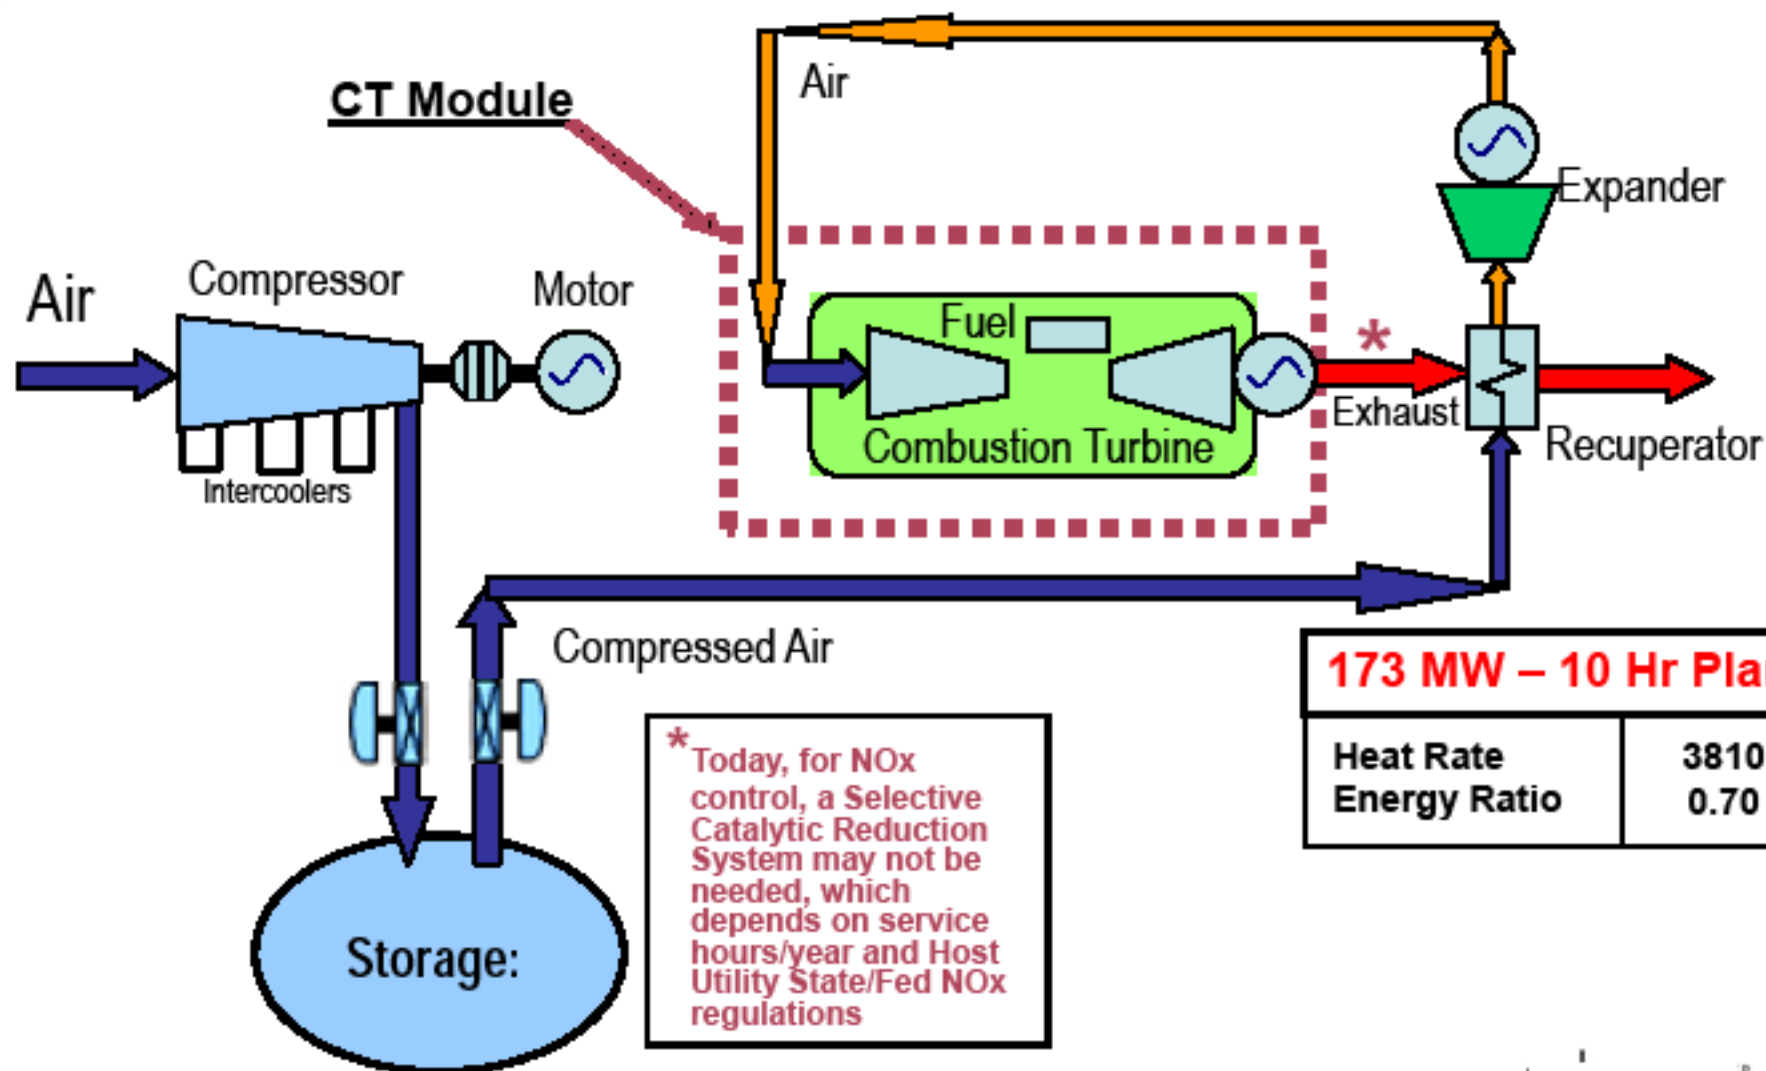 Air
CT Module
Air
Compressor
Motor
Expander
Fuel
*
Combustion Turbine
Exhaust
Recuperator
Intercoolers
Compressed Air
173 MW – 10 Hr Pla
Heat Rate 3810
Energy Ratio 0.70
*Today, for NOx
control, a Selective
Catalytic Reduction
System may not be
needed, which
depends on service
hours/year and Host
Utility State/Fed NOx
regulations
Storage: